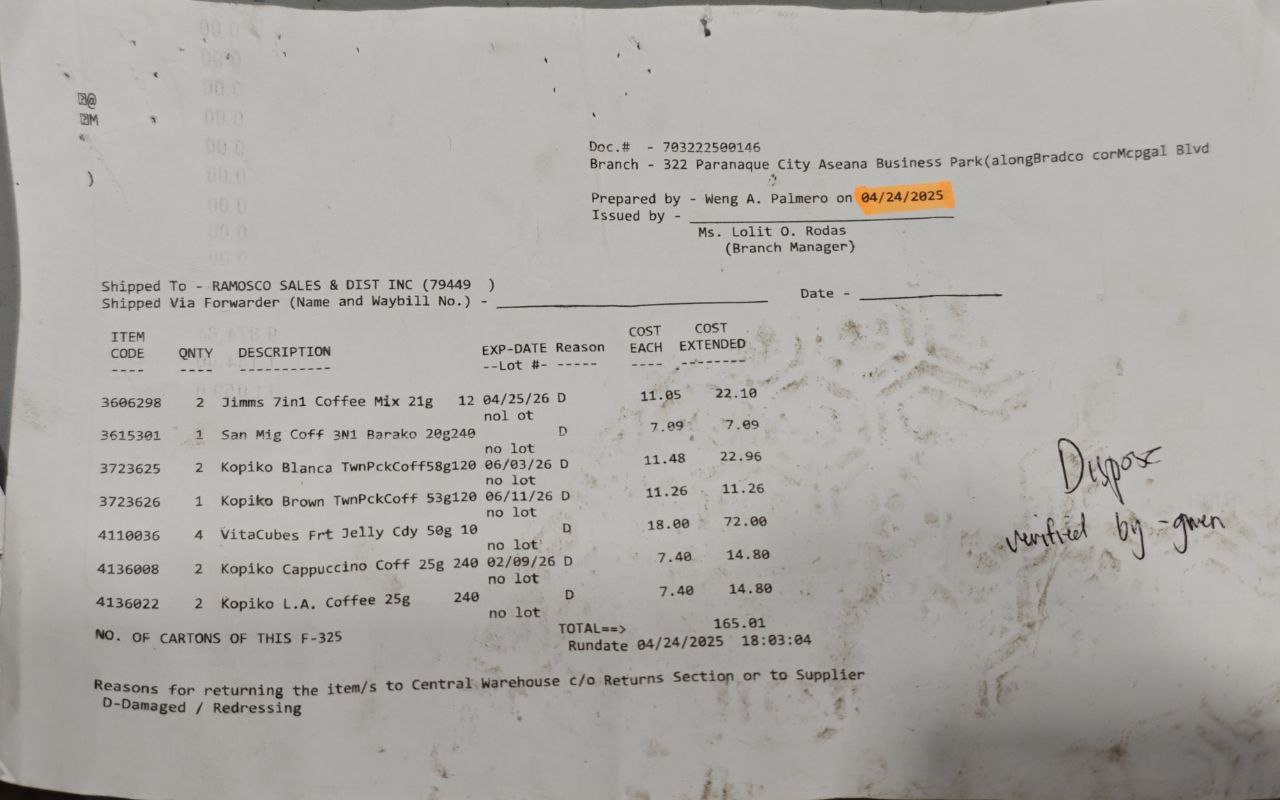 Doc.# - 703222500146
Branch - 322 Paranaque City Aseana Business Park(alongBradco corMcpgal Blvd
Prepared by - Weng A. Palmero on 04/24/2025
Issued by -
Ms. Lolit O. Rodas
(Branch Manager)
Shipped To - RAMOSCO SALES & DIST INC (79449 )
Shipped Via Forwarder (Name and Waybill No.) - Date -
ITEM COST COST
CODE QNTY DESCRIPTION EXP-DATE Reason EACH EXTENDED
---- ---- ----------- --Lot #- ----- ---- --------
3606298 2 Jimms 7in1 Coffee Mix 21g 12 04/25/26 D 11.05 22.10
nol ot
3615301 1 San Mig Coff 3N1 Barako 20g240 D 7.09 7.09
no lot
3723625 2 Kopiko Blanca TwnPckCoff58g120 06/03/26 D 11.48 22.96
no lot
3723626 1 Kopiko Brown TwnPckCoff 53g120 06/11/26 D 11.26 11.26
no lot
4110036 4 VitaCubes Frt Jelly Cdy 50g 10 D 18.00 72.00
no lot
4136008 2 Kopiko Cappuccino Coff 25g 240 02/09/26 D 7.40 14.80
no lot
4136022 2 Kopiko L.A. Coffee 25g 240 D 7.40 14.80
no lot
NO. OF CARTONS OF THIS F-325 TOTAL==> 165.01
Rundate 04/24/2025 18:03:04
Reasons for returning the item/s to Central Warehouse c/o Returns Section or to Supplier
D-Damaged / Redressing
Dispose
verified by -gwen